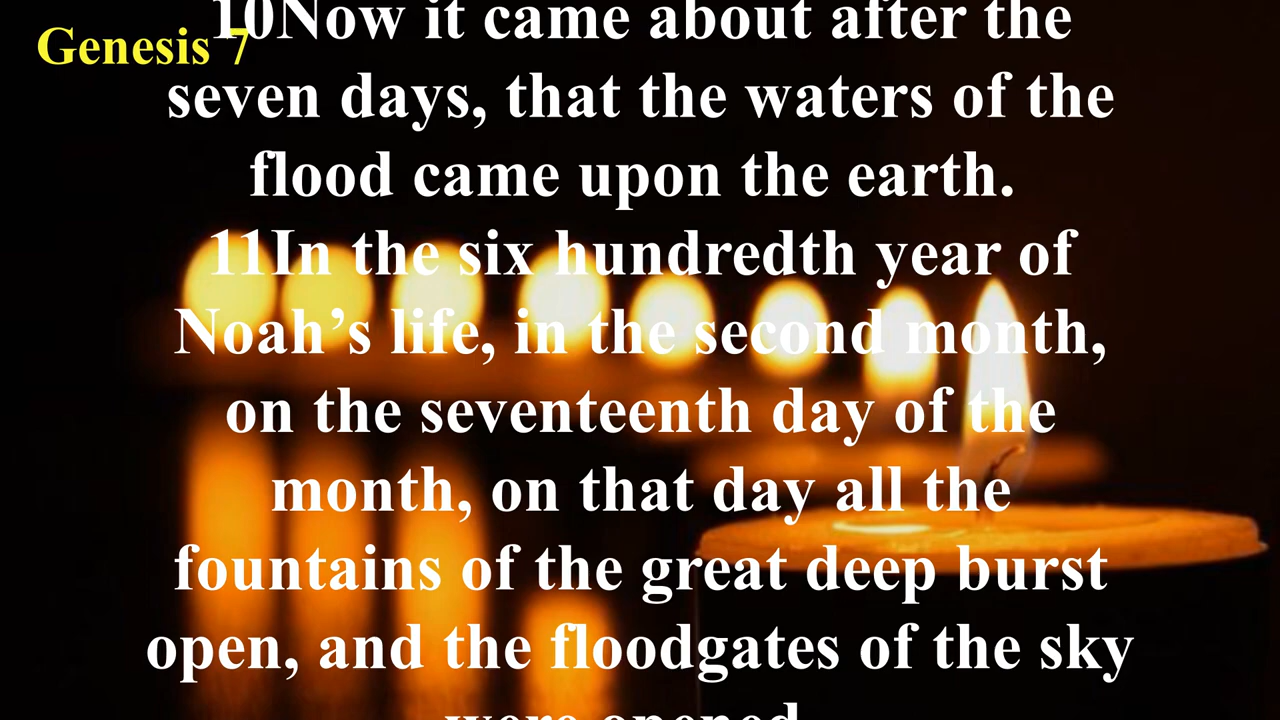 Genesis 7
10Now it came about after the
seven days, that the waters of the
flood came upon the earth.
11In the six hundredth year of
Noah’s life, in the second month,
on the seventeenth day of the
month, on that day all the
fountains of the great deep burst
open, and the floodgates of the sky
were opened.